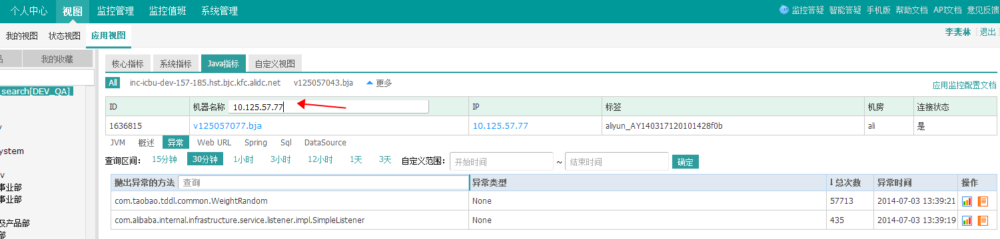 个人中心 视图 监控管理 监控值班 系统管理 监控答疑 智能答疑 手机版 帮助文档 API文档 意见反馈
我的视图 状态视图 应用视图 李斐林 [退出]
品 我的收藏
核心指标 系统指标 Java指标 自定义视图
All inc-icbu-dev-157-185.hst.bjc.kfc.alidc.net v125057043.bja 更多
search[DEV_QA]
应用监控配置文档
ID 机器名称 10.125.57.77 IP 标签 机房 连接状态
1636815 v125057077.bja 10.125.57.77 aliyun_AY140317120101428f0b ali 是
JVM 概述 异常 Web URL Spring Sql DataSource
ystem
查询区间: 15分钟 30分钟 1小时 3小时 12小时 1天 3天 自定义范围: 开始时间 ~ 结束时间 确定
v
抛出异常的方法 查询 异常类型 ↓总次数 异常时间 操作
事业部
com.taobao.tddl.common.WeightRandom None 57713 2014-07-03 13:39:21
事业部
com.alibaba.internal.infrastructure.service.listener.impl.SimpleListener None 435 2014-07-03 13:39:19
及产品部
部